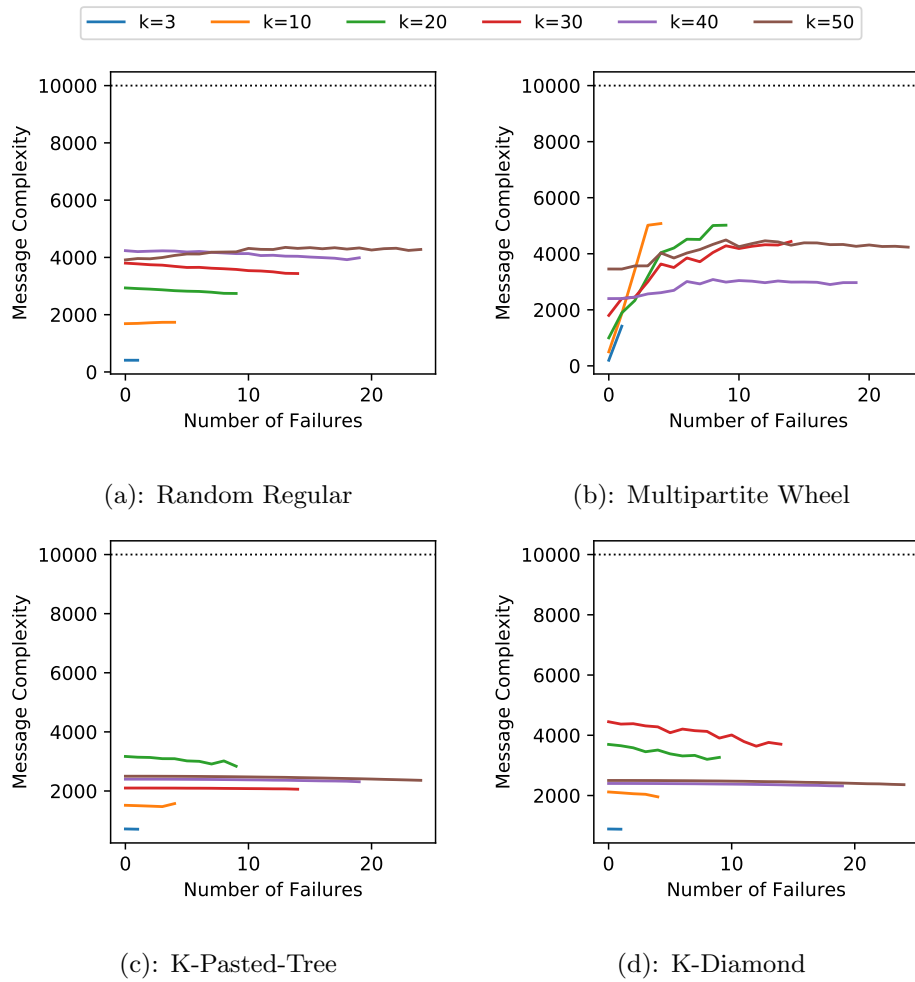 k=3 k=10 k=20 k=30 k=40 k=50
10000
8000
6000
4000
2000
0
Message Complexity
0 10 20
Number of Failures
(a): Random Regular
10000
8000
6000
4000
2000
0
Message Complexity
0 10 20
Number of Failures
(b): Multipartite Wheel
10000
8000
6000
4000
2000
Message Complexity
0 10 20
Number of Failures
(c): K-Pasted-Tree
10000
8000
6000
4000
2000
Message Complexity
0 10 20
Number of Failures
(d): K-Diamond